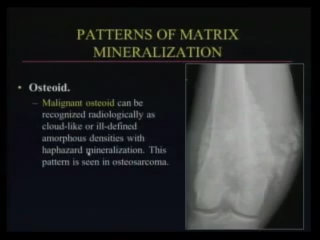 PATTERNS OF MATRIX
MINERALIZATION
• Osteoid.
– Malignant osteoid can be
recognized radiologically as
cloud-like or ill-defined
amorphous densities with
haphazard mineralization. This
pattern is seen in osteosarcoma.